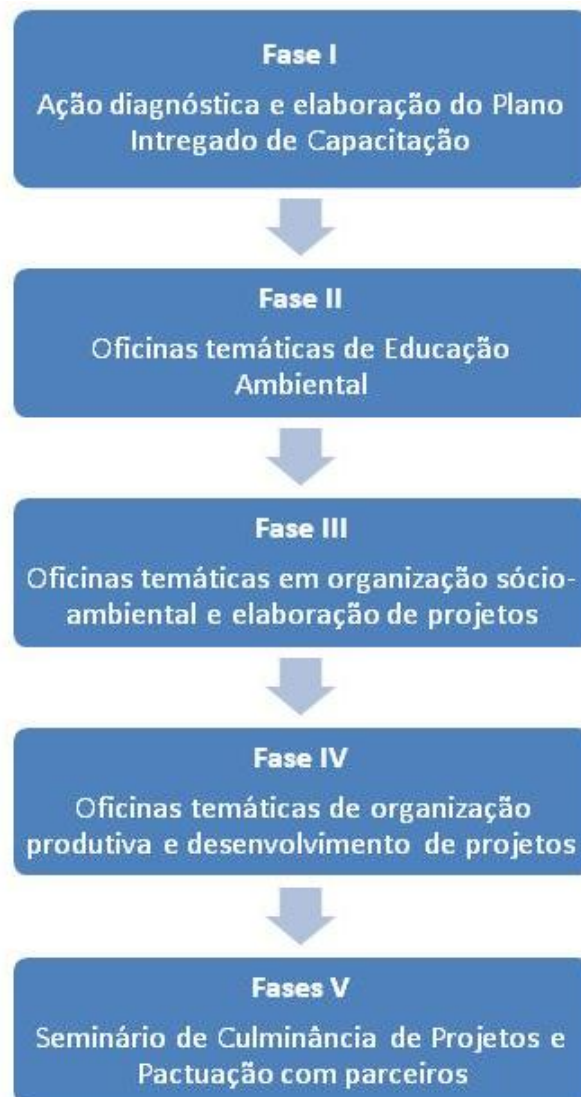 Fase I
Ação diagnóstica e elaboração do Plano
Intregado de Capacitação
Fase II
Oficinas temáticas de Educação
Ambiental
Fase III
Oficinas temáticas em organização sócio-
ambiental e elaboração de projetos
Fase IV
Oficinas temáticas de organização
produtiva e desenvolvimento de projetos
Fases V
Seminário de Culminância de Projetos e
Pactuação com parceiros